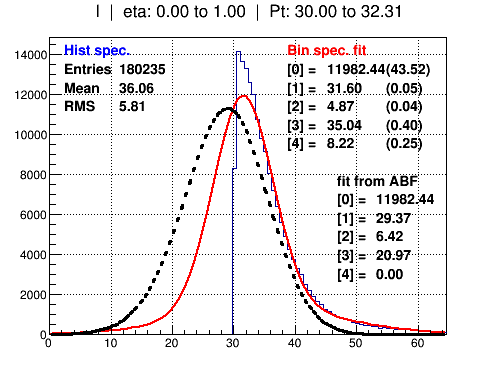 I | eta: 0.00 to 1.00 | Pt: 30.00 to 32.31
Hist spec.
Entries 180235
Mean 36.06
RMS 5.81
Bin spec. fit
[0] = 11982.44(43.52)
[1] = 31.60 (0.05)
[2] = 4.87 (0.04)
[3] = 35.04 (0.40)
[4] = 8.22 (0.25)
fit from ABF
[0] = 11982.44
[1] = 29.37
[2] = 6.42
[3] = 20.97
[4] = 0.00
14000
12000
10000
8000
6000
4000
2000
0
0 10 20 30 40 50 60